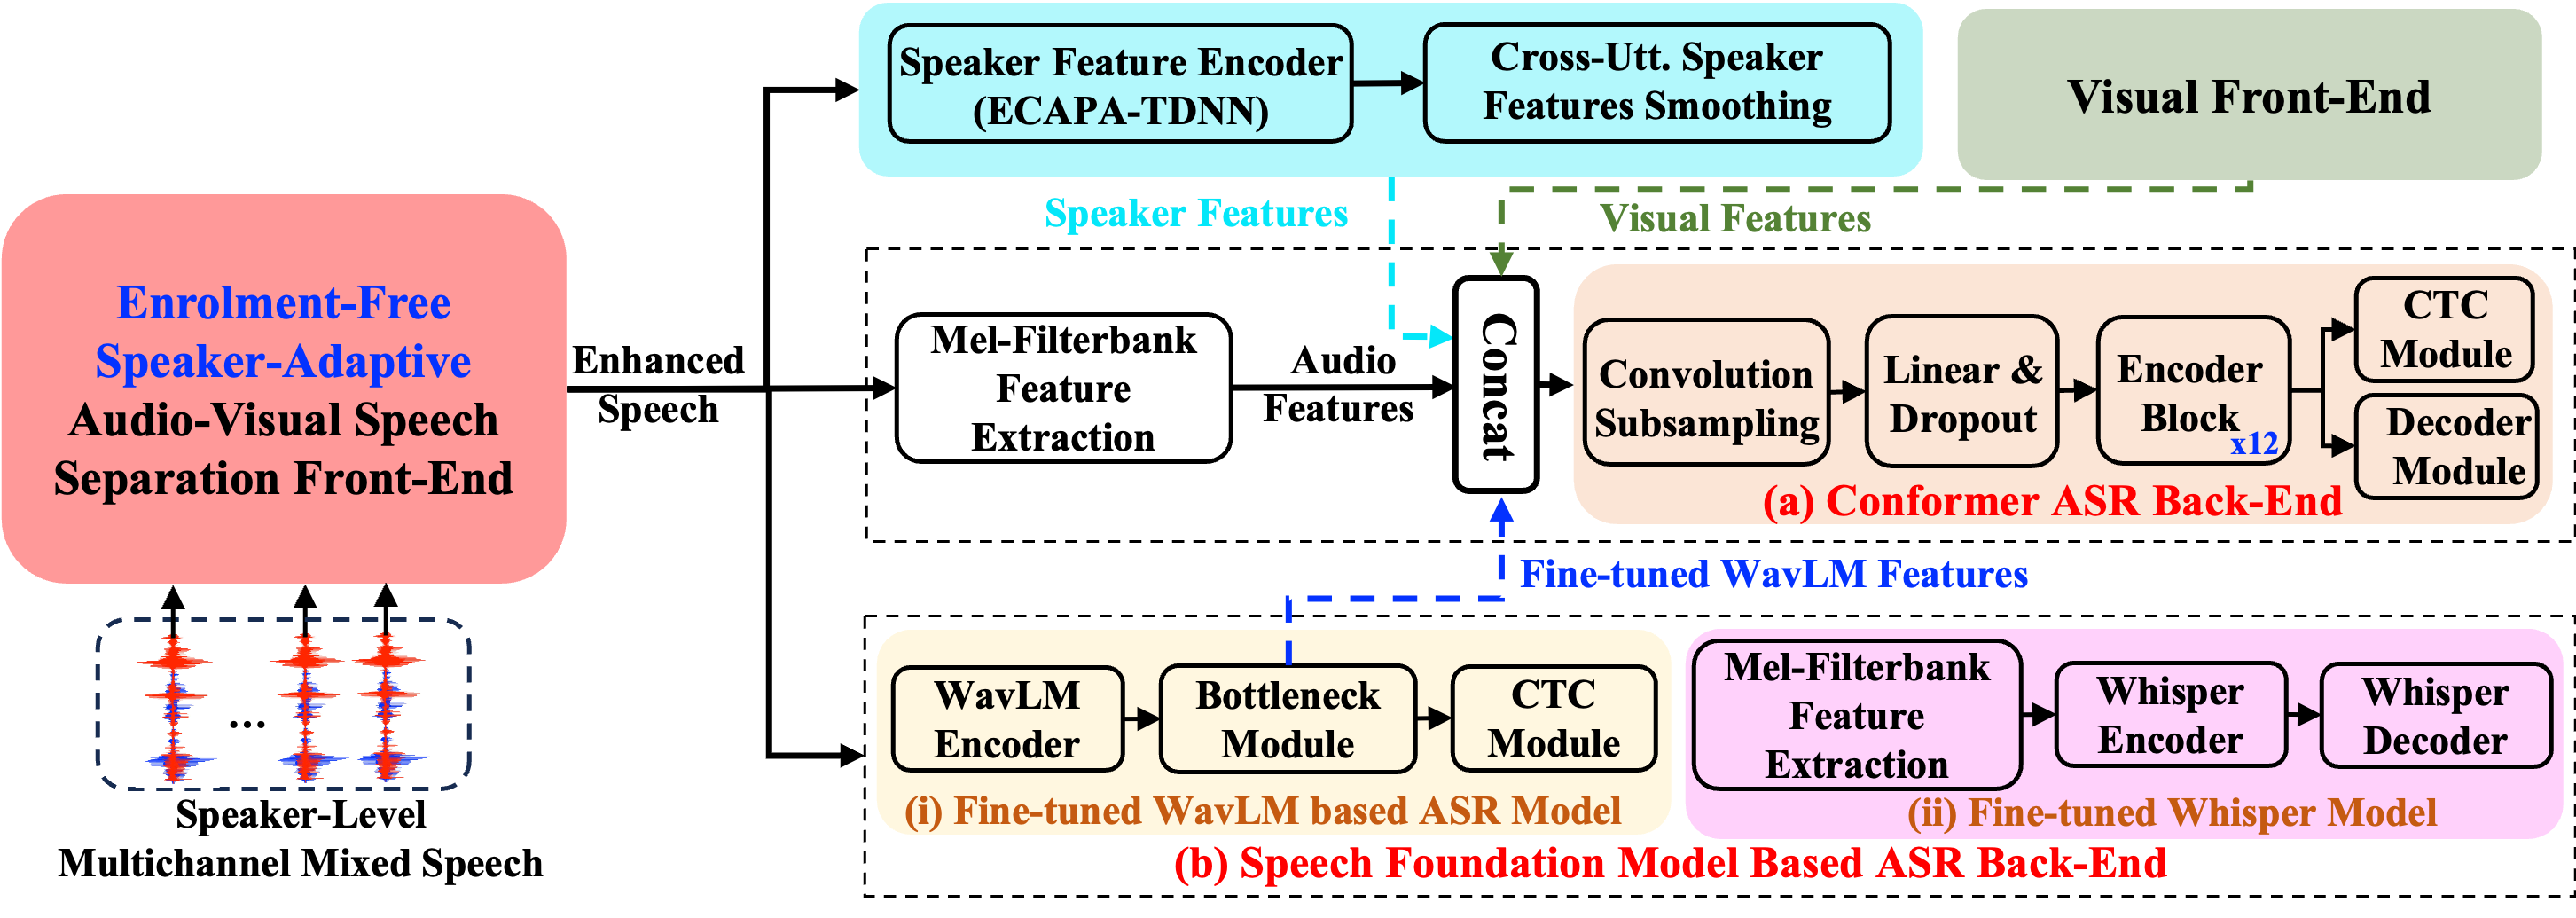 Speaker Feature Encoder
(ECAPA-TDNN)
Cross-Utt. Speaker
Features Smoothing
Visual Front-End
Speaker Features
Visual Features
Enrolment-Free
Speaker-Adaptive
Audio-Visual Speech
Separation Front-End
Enhanced
Speech
Mel-Filterbank
Feature
Extraction
Audio
Features
Concat
Convolution
Subsampling
Linear &
Dropout
Encoder
Block
x12
CTC
Module
Decoder
Module
(a) Conformer ASR Back-End
Fine-tuned WavLM Features
...
Speaker-Level
Multichannel Mixed Speech
WavLM
Encoder
Bottleneck
Module
CTC
Module
(i) Fine-tuned WavLM based ASR Model
Mel-Filterbank
Feature
Extraction
Whisper
Encoder
Whisper
Decoder
(ii) Fine-tuned Whisper Model
(b) Speech Foundation Model Based ASR Back-End